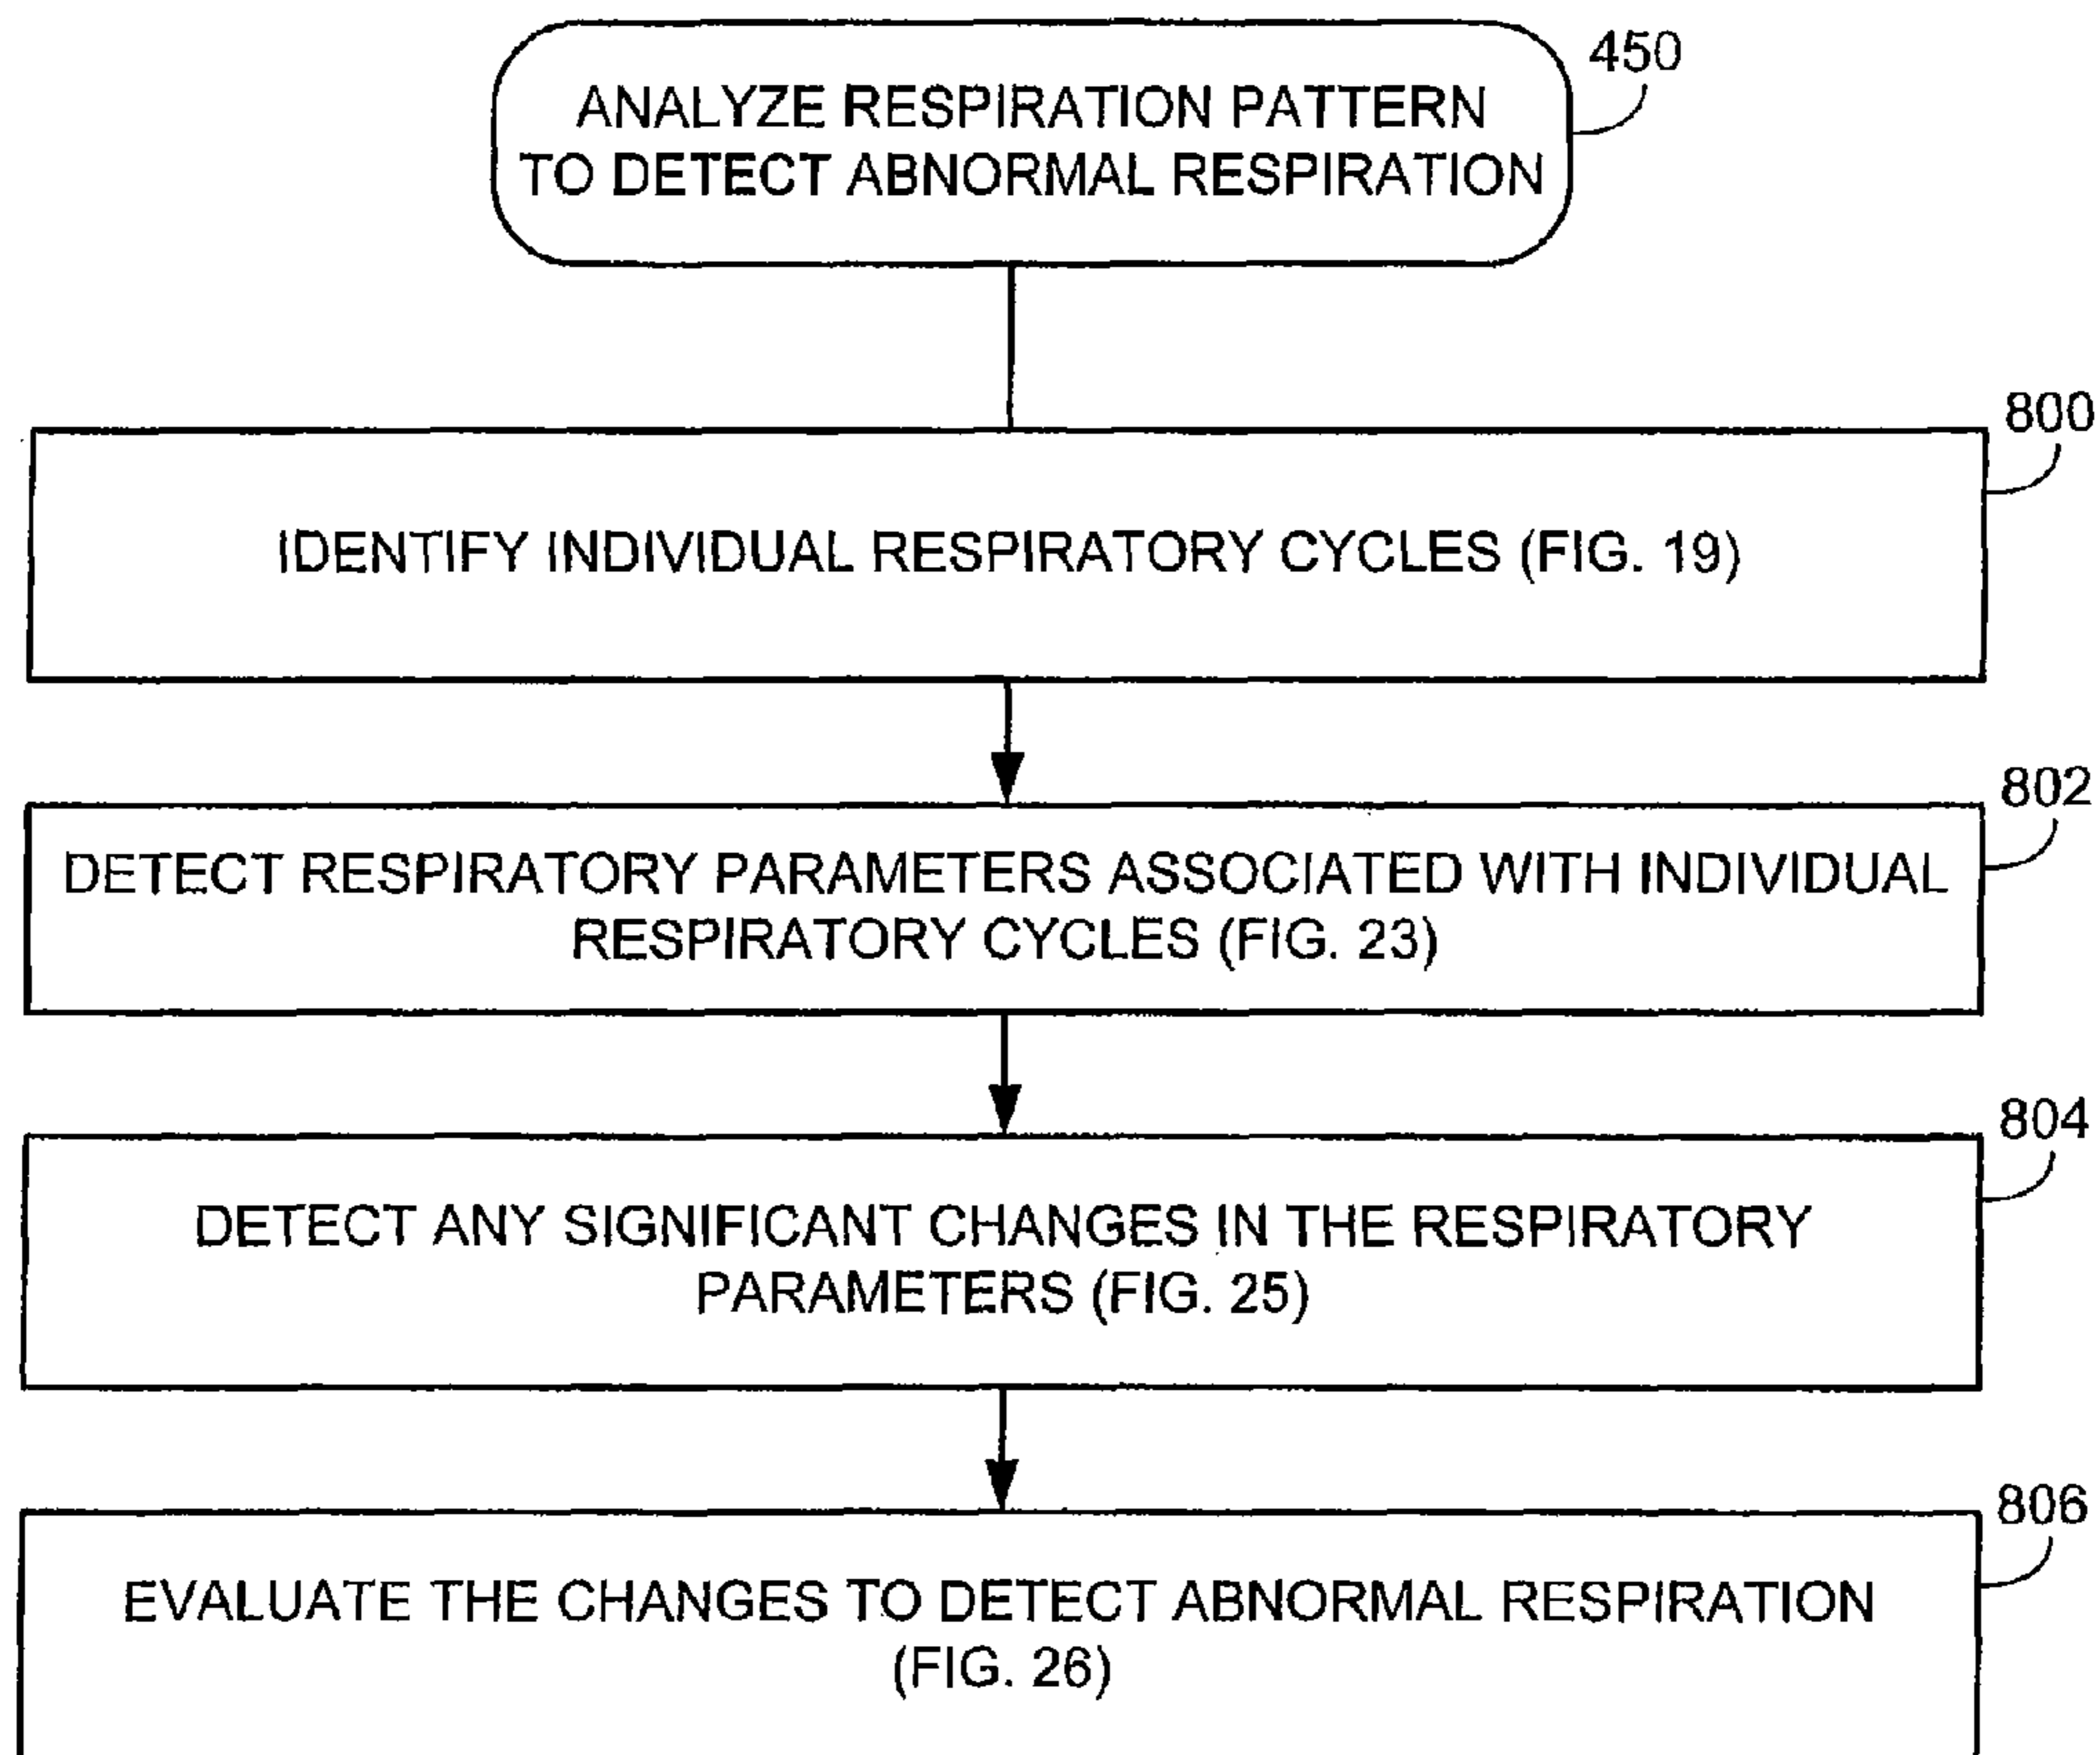 450
ANALYZE RESPIRATION PATTERN
TO DETECT ABNORMAL RESPIRATION
800
IDENTIFY INDIVIDUAL RESPIRATORY CYCLES (FIG. 19)
802
DETECT RESPIRATORY PARAMETERS ASSOCIATED WITH INDIVIDUAL
RESPIRATORY CYCLES (FIG. 23)
804
DETECT ANY SIGNIFICANT CHANGES IN THE RESPIRATORY
PARAMETERS (FIG. 25)
806
EVALUATE THE CHANGES TO DETECT ABNORMAL RESPIRATION
(FIG. 26)